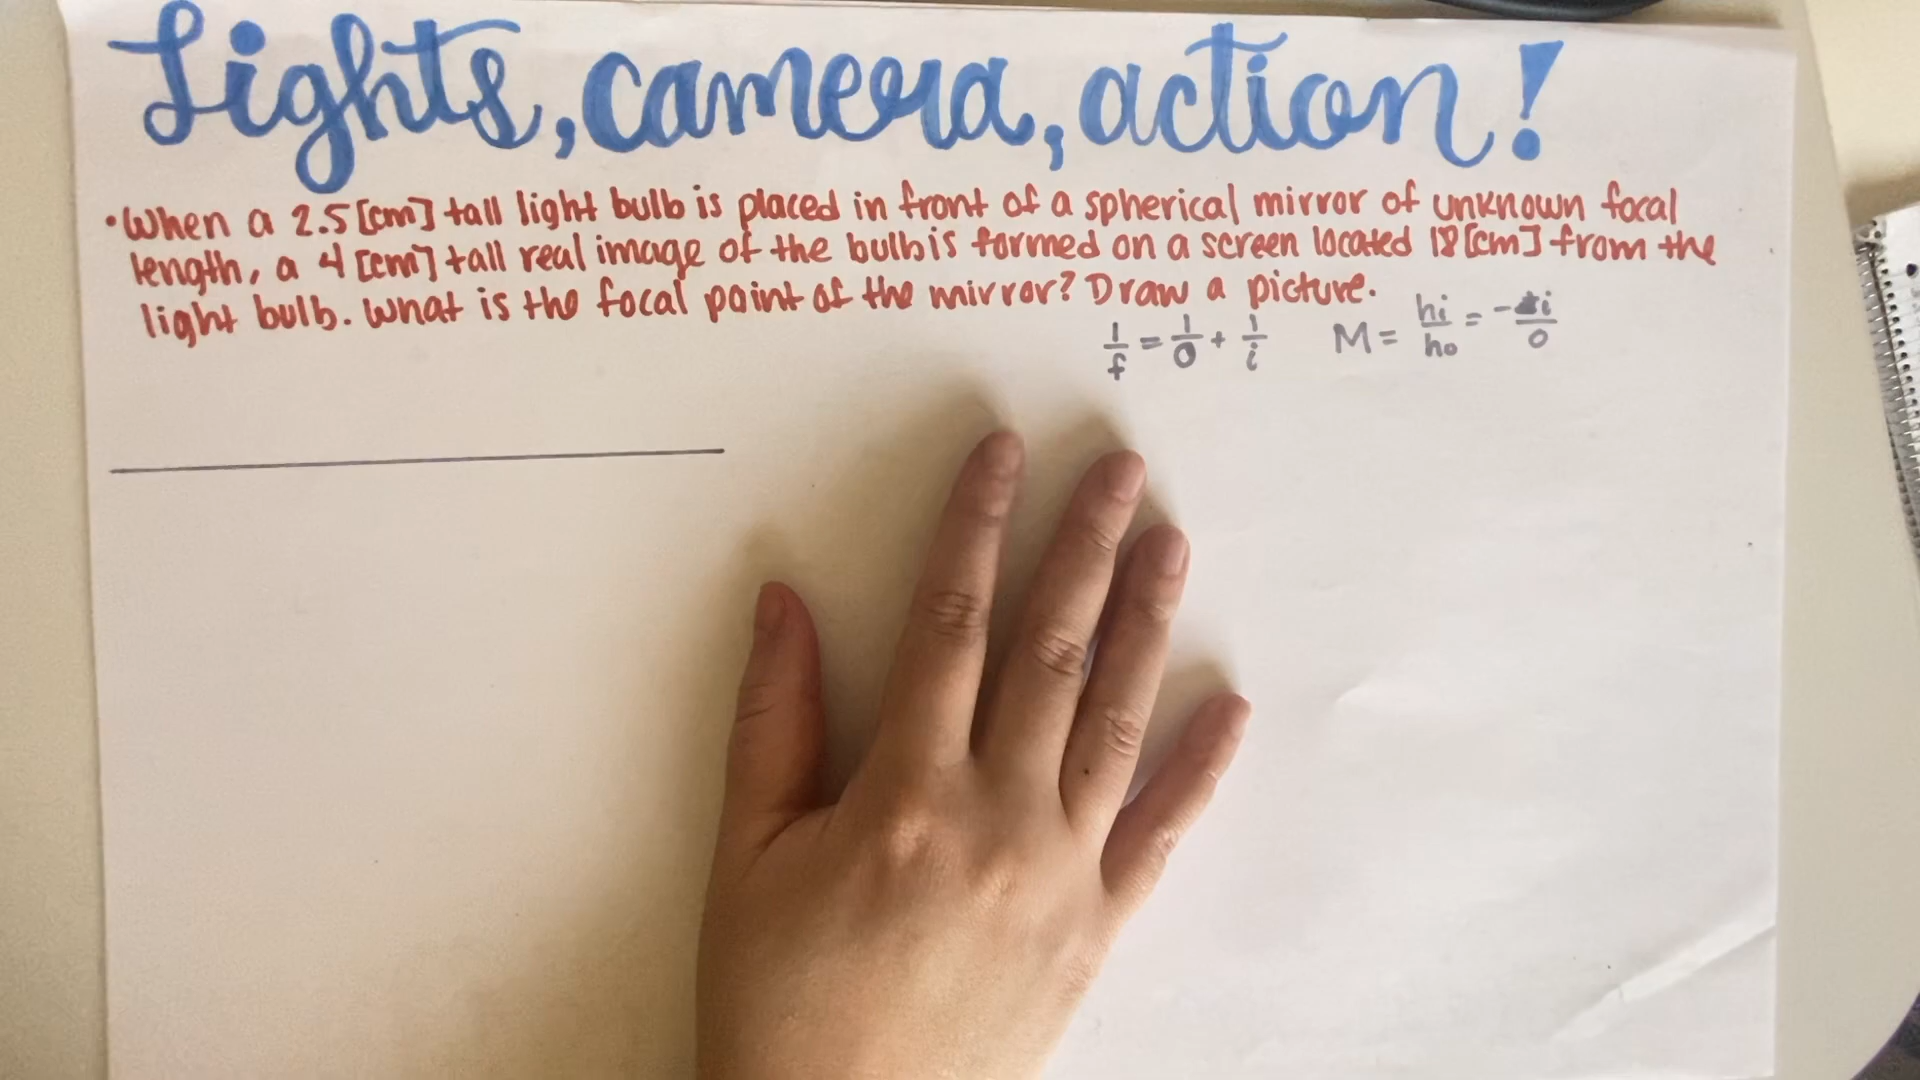 Lights, camera, action!
•When a 2.5[cm] tall light bulb is placed in front of a spherical mirror of unknown focal
length, a 4 [cm] tall real image of the bulb is formed on a screen located 18[cm] from the
light bulb. What is the focal point of the mirror? Draw a picture.
1/f = 1/o + 1/i M = hi/ho = -i/o